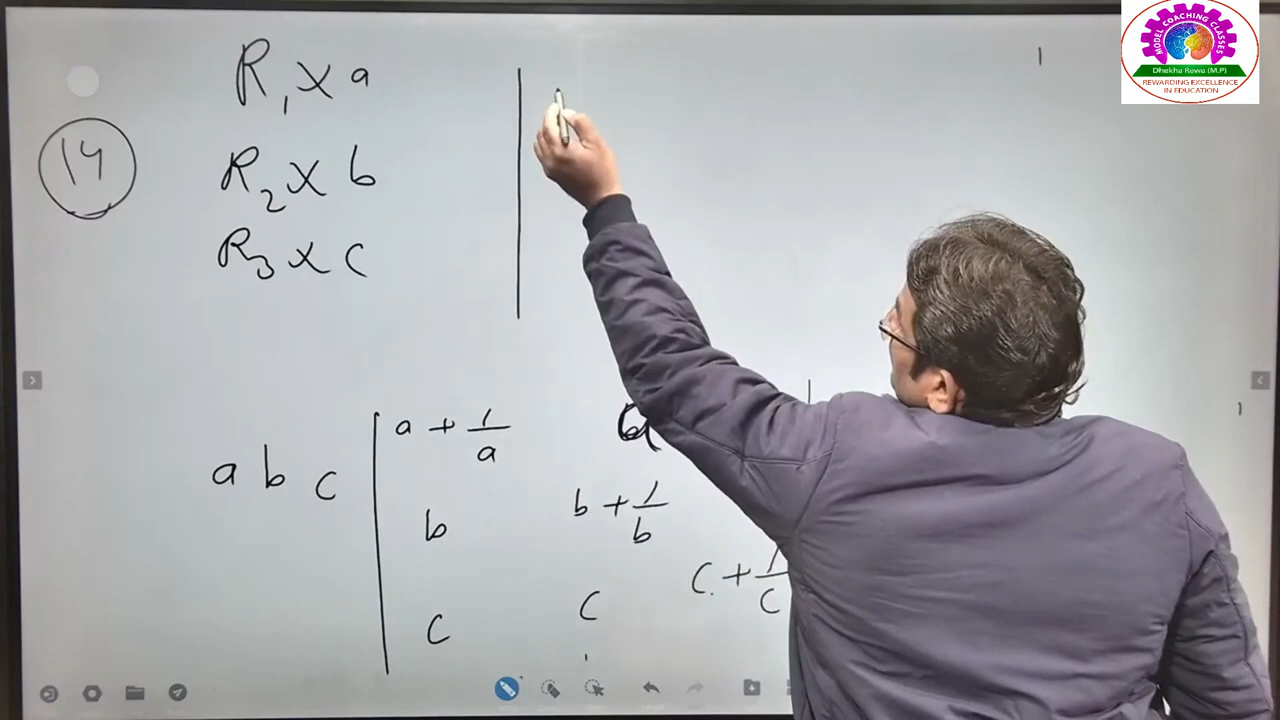 MODEL COACHING CLASSES
Dhekha Rewa (M.P)
REWARDING EXCELLENCE
IN EDUCATION
14
R₁ × a
R₂ × b
R₃ × c
a b c
a + 1/a
a
b
b + 1/b
c
c
c + 1/c